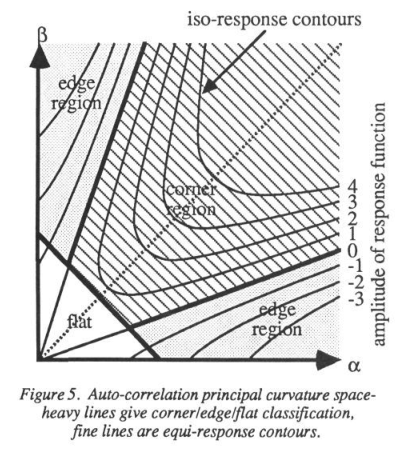 iso-response contours
β
edge
region
corner
region
4
3
2
1
0
-1
-2
-3
amplitude of response function
flat
edge
region
α
Figure 5. Auto-correlation principal curvature space-
heavy lines give corner/edge/flat classification,
fine lines are equi-response contours.